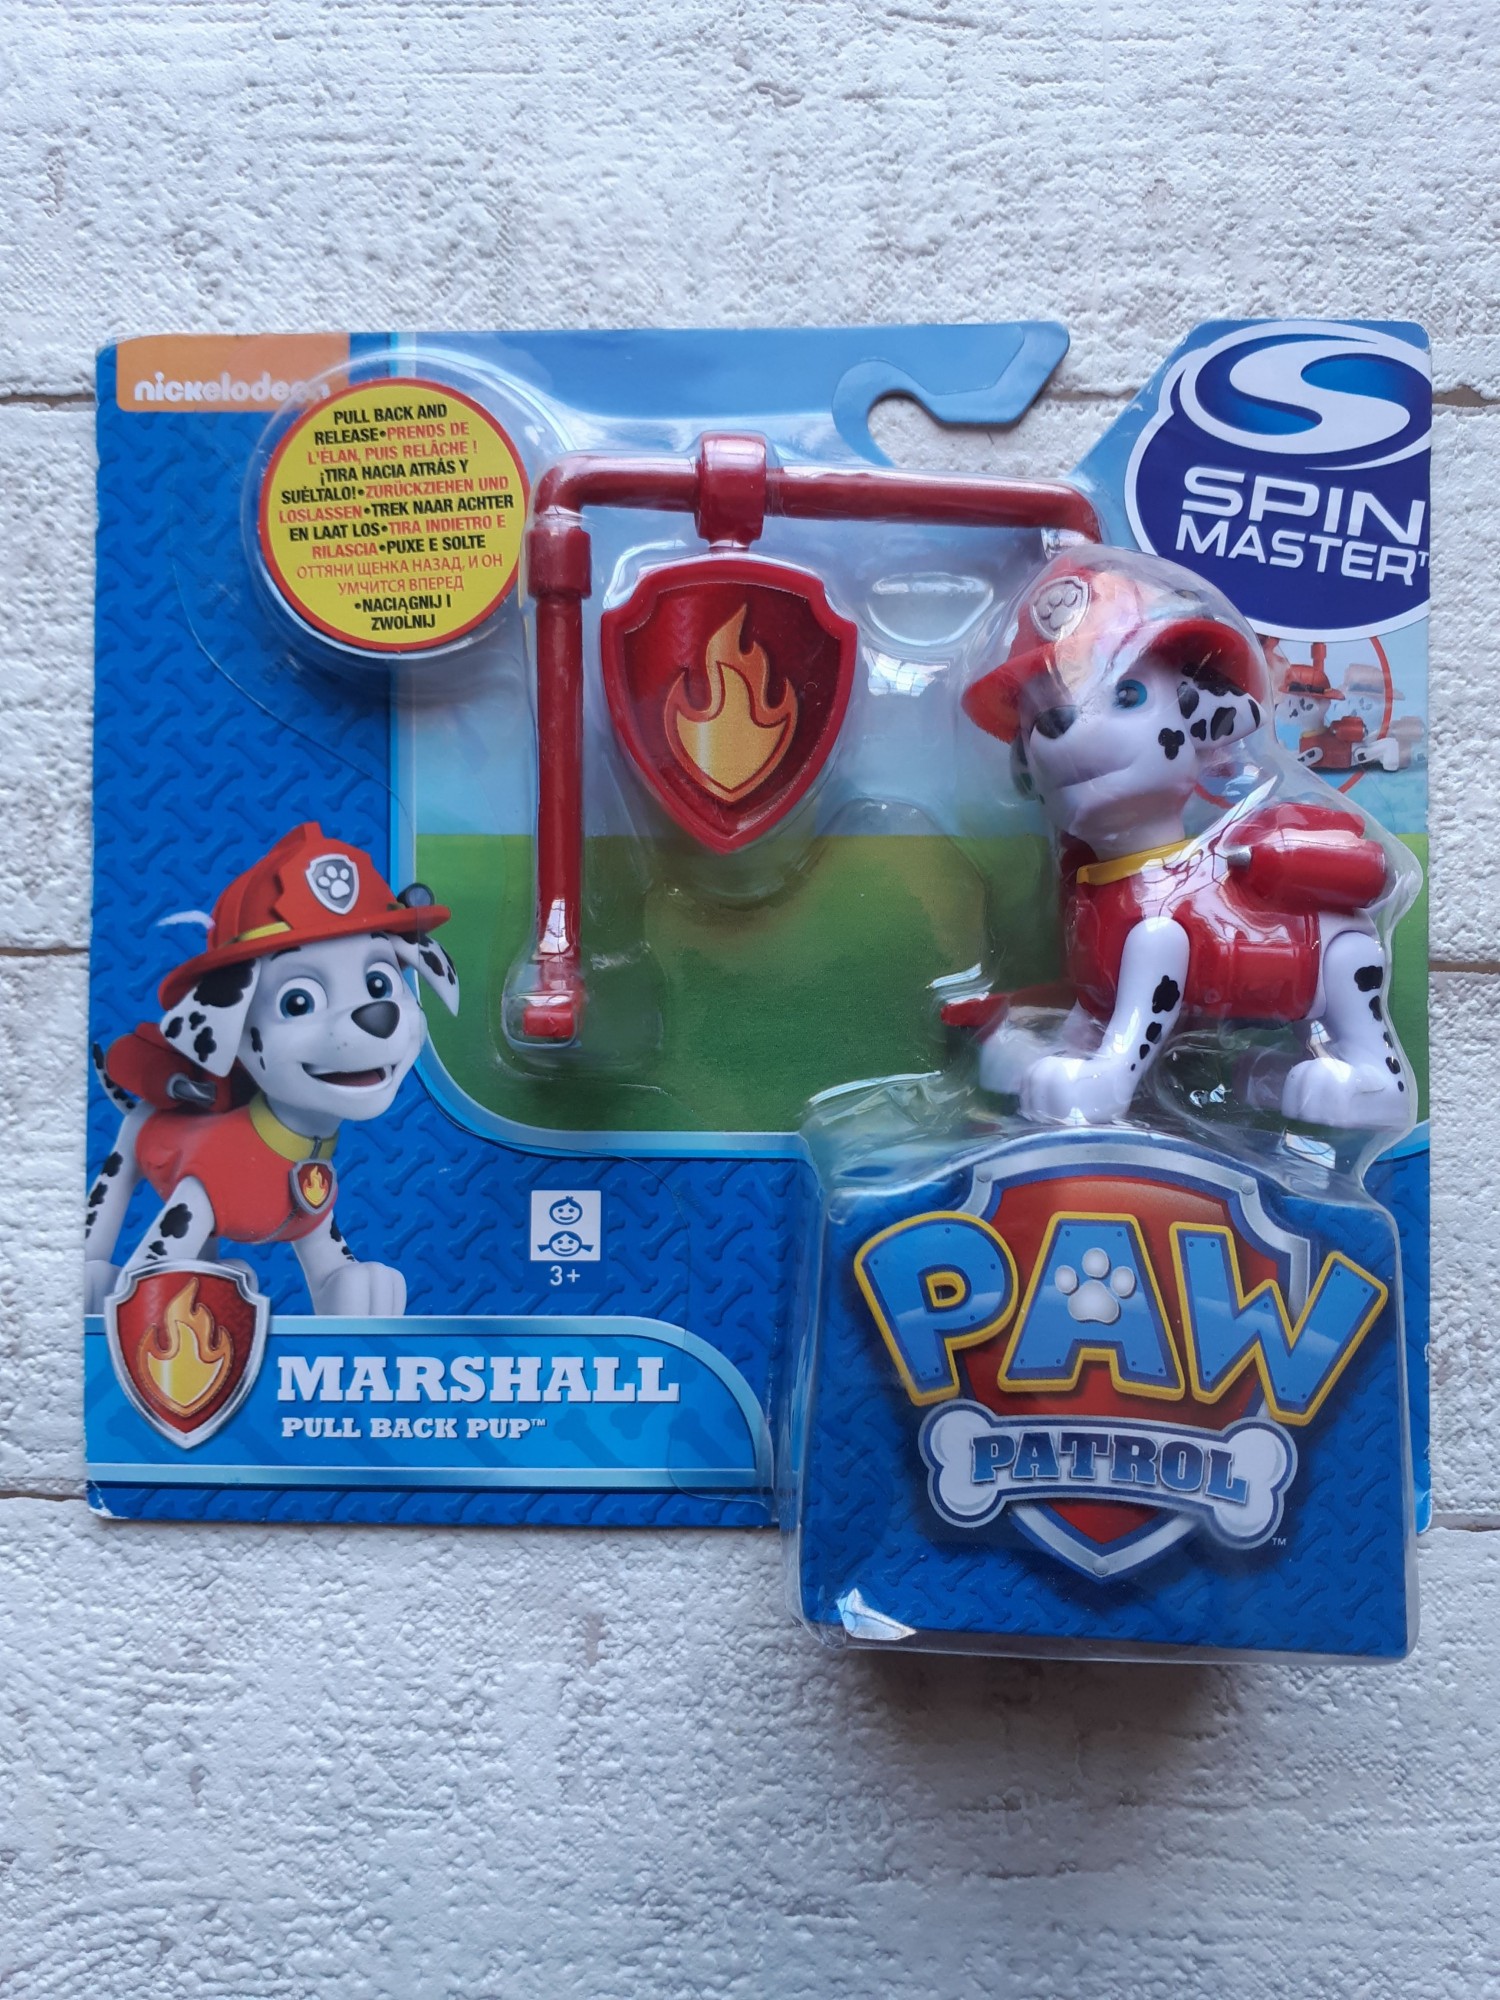 nickelodeon
PULL BACK AND
RELEASE•PRENDS DE
L'ÉLAN, PUIS RELÂCHE !
¡TIRA HACIA ATRÁS Y
SUÉLTALO!•ZURÜCKZIEHEN UND
LOSLASSEN•TREK NAAR ACHTER
EN LAAT LOS•TIRA INDIETRO E
RILASCIA•PUXE E SOLTE
ОТТЯНИ ЩЕНКА НАЗАД, И ОН
УМЧИТСЯ ВПЕРЕД
•NACIĄGNIJ I
ZWOLNIJ
SPIN
MASTER™
3+
MARSHALL
PULL BACK PUP™
PAW
PATROL
™